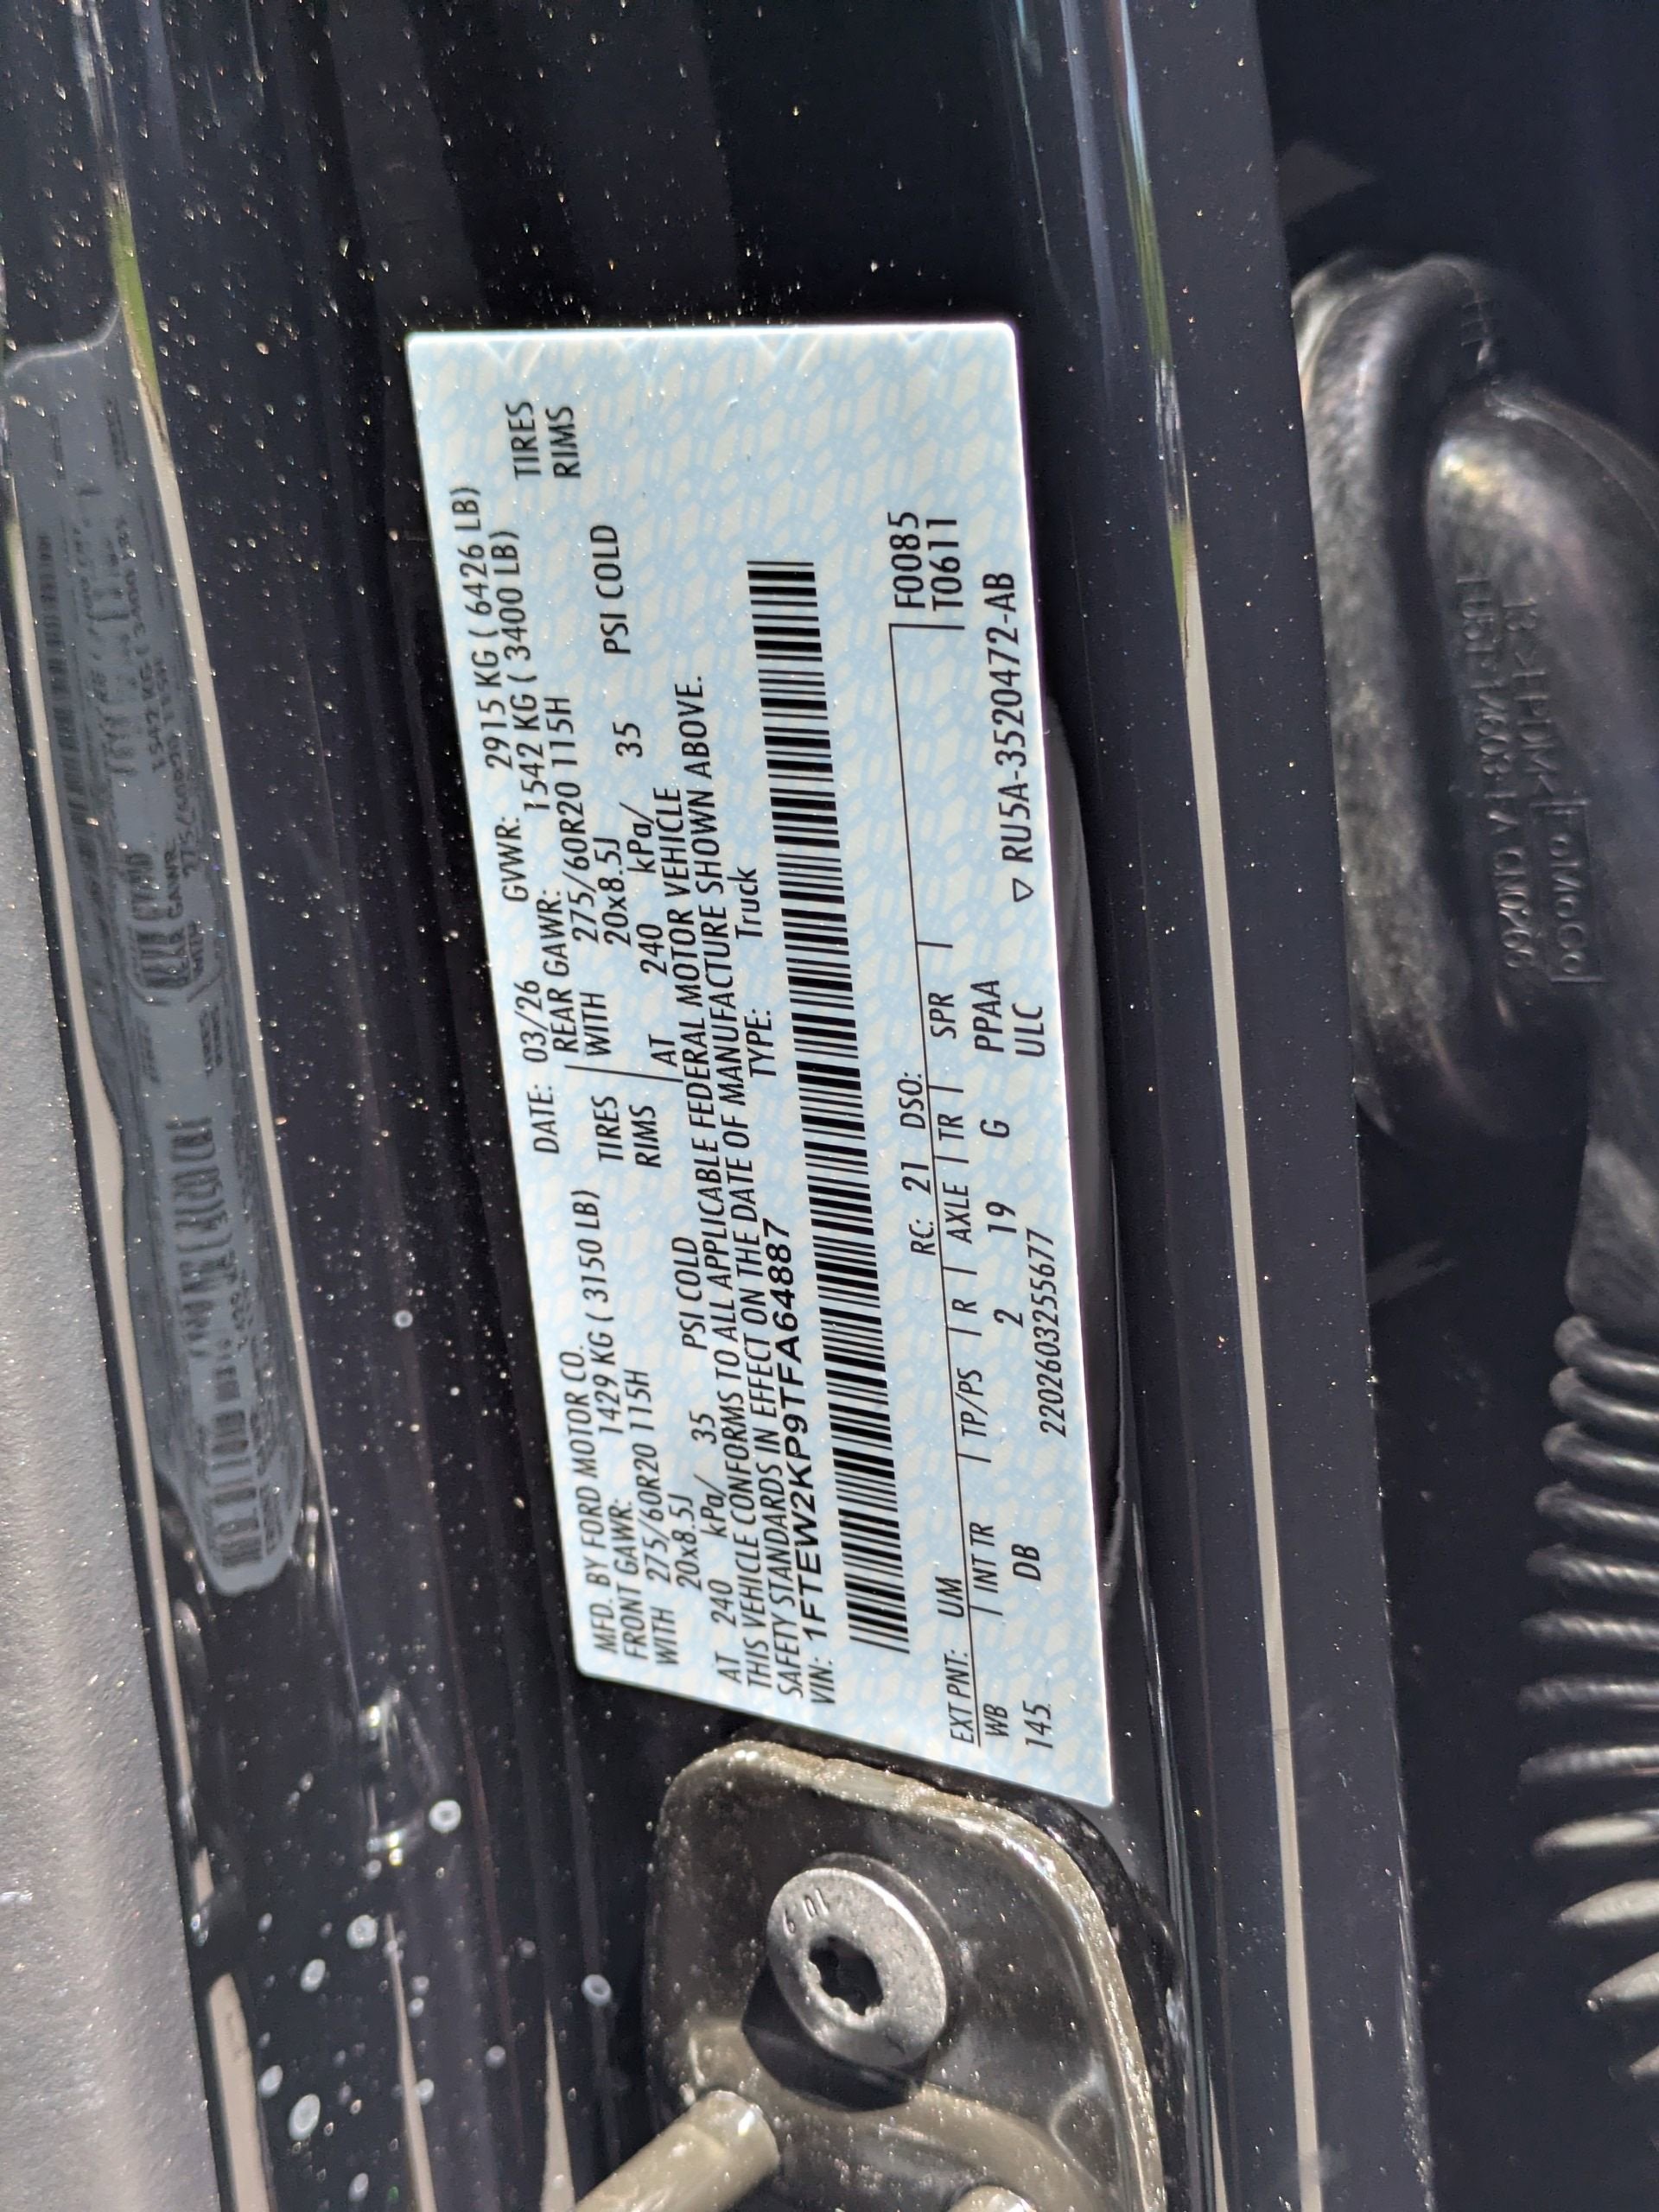 MFD. BY FORD MOTOR CO. DATE: 03/26 GVWR: 2915 KG ( 6426 LB)
FRONT GAWR: 1429 KG ( 3150 LB) REAR GAWR: 1542 KG ( 3400 LB)
WITH 275/60R20 115H TIRES WITH 275/60R20 115H TIRES
20x8.5J RIMS 20x8.5J RIMS
AT 240 kPa/ 35 PSI COLD AT 240 kPa/ 35 PSI COLD
THIS VEHICLE CONFORMS TO ALL APPLICABLE FEDERAL MOTOR VEHICLE
SAFETY STANDARDS IN EFFECT ON THE DATE OF MANUFACTURE SHOWN ABOVE.
VIN: 1FTEW2KP9TFA64887 TYPE: Truck
EXT PNT: UM RC: 21 DSO: F0085
WB INT TR TP/PS R AXLE TR SPR T0611
145 DB 2 19 G PPAA
2202603255677 ULC ▽ RU5A-3520472-AB
10.9
FoMoCo